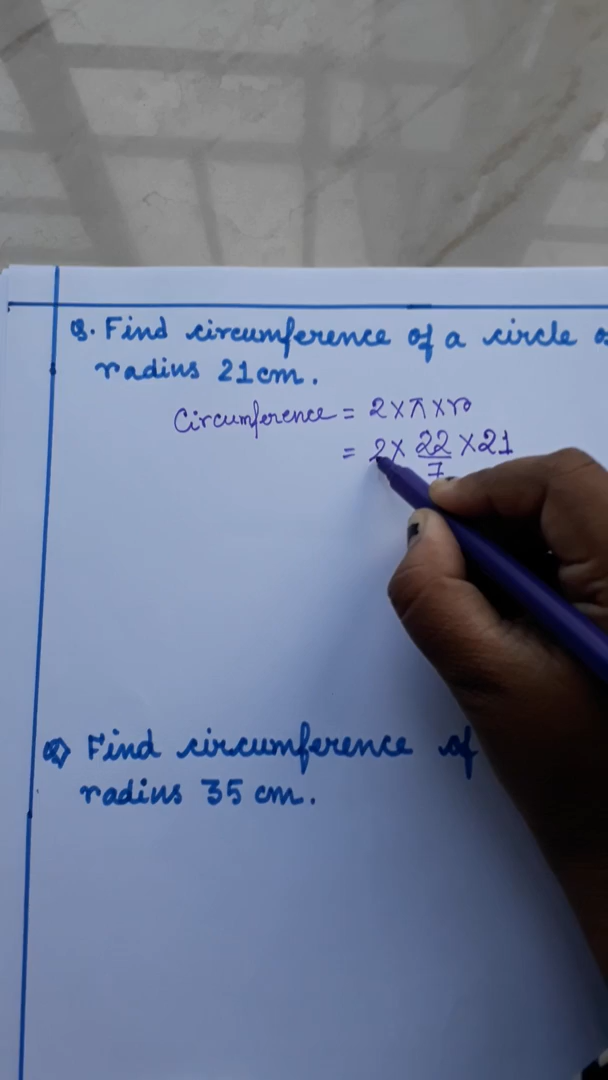 Q. Find circumference of a circle o
radius 21cm.
Circumference = 2×π×r
= 2× 22/7 ×21
Q) Find circumference of
radius 35 cm.